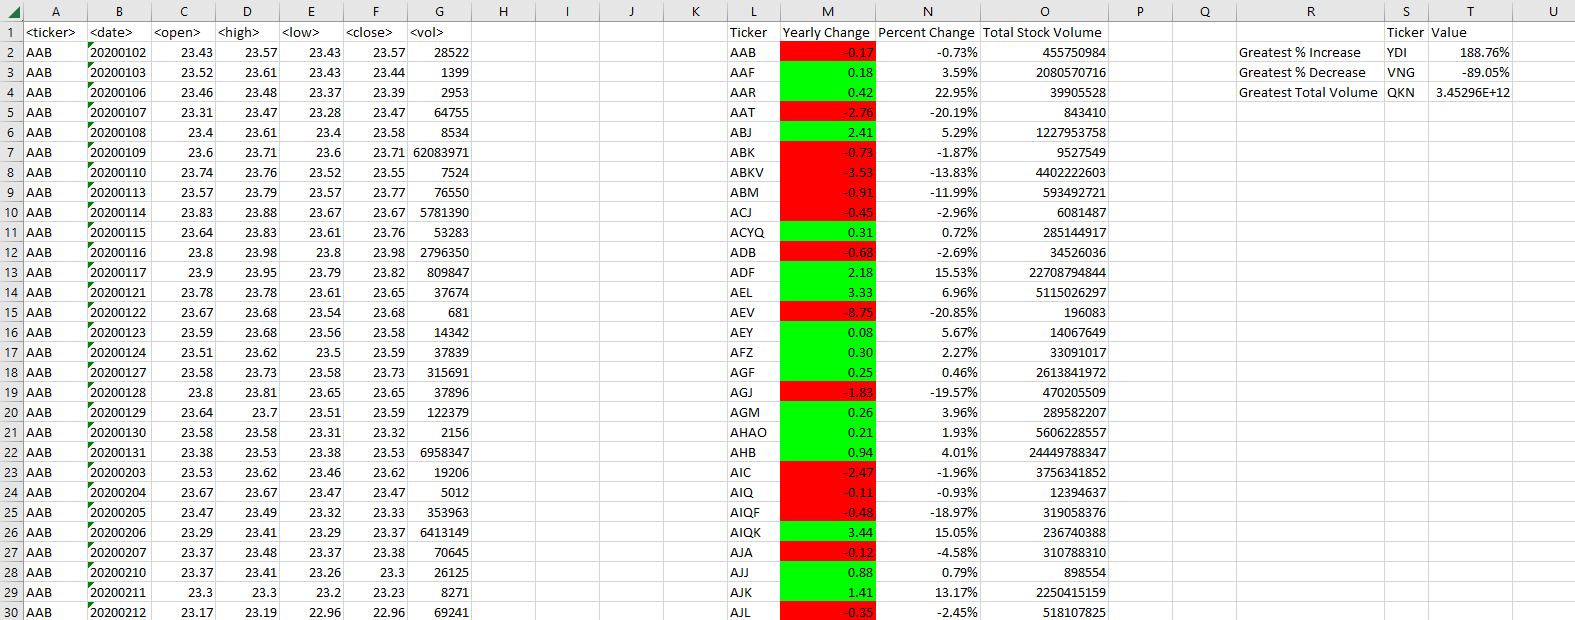 A B C D E F G H I J K L M N O P Q R S T U
1 <ticker> <date> <open> <high> <low> <close> <vol> Ticker Yearly Change Percent Change Total Stock Volume Ticker Value
2 AAB 20200102 23.43 23.57 23.43 23.57 28522 AAB -0.17 -0.73% 455750984 Greatest % Increase YDI 188.76%
3 AAB 20200103 23.52 23.61 23.43 23.44 1399 AAF 0.18 3.59% 2080570716 Greatest % Decrease VNG -89.05%
4 AAB 20200106 23.46 23.48 23.37 23.39 2953 AAR 0.42 22.95% 39905528 Greatest Total Volume QKN 3.45296E+12
5 AAB 20200107 23.31 23.47 23.28 23.47 64755 AAT -2.76 -20.19% 843410
6 AAB 20200108 23.4 23.61 23.4 23.58 8534 ABJ 2.41 5.29% 1227953758
7 AAB 20200109 23.6 23.71 23.6 23.71 62083971 ABK -0.73 -1.87% 9527549
8 AAB 20200110 23.74 23.76 23.52 23.55 7524 ABKV -3.53 -13.83% 4402222603
9 AAB 20200113 23.57 23.79 23.57 23.77 76550 ABM -0.91 -11.99% 593492721
10 AAB 20200114 23.83 23.88 23.67 23.67 5781390 ACJ -0.45 -2.96% 6081487
11 AAB 20200115 23.64 23.83 23.61 23.76 53283 ACYQ 0.31 0.72% 285144917
12 AAB 20200116 23.8 23.98 23.8 23.98 2796350 ADB -0.68 -2.69% 34526036
13 AAB 20200117 23.9 23.95 23.79 23.82 809847 ADF 2.18 15.53% 22708794844
14 AAB 20200121 23.78 23.78 23.61 23.65 37674 AEL 3.33 6.96% 5115026297
15 AAB 20200122 23.67 23.68 23.54 23.68 681 AEV -8.75 -20.85% 196083
16 AAB 20200123 23.59 23.68 23.56 23.58 14342 AEY 0.08 5.67% 14067649
17 AAB 20200124 23.51 23.62 23.5 23.59 37839 AFZ 0.30 2.27% 33091017
18 AAB 20200127 23.58 23.73 23.58 23.73 315691 AGF 0.25 0.46% 2613841972
19 AAB 20200128 23.8 23.81 23.65 23.65 37896 AGJ -1.83 -19.57% 470205509
20 AAB 20200129 23.64 23.7 23.51 23.59 122379 AGM 0.26 3.96% 289582207
21 AAB 20200130 23.58 23.58 23.31 23.32 2156 AHAO 0.21 1.93% 5606228557
22 AAB 20200131 23.38 23.53 23.38 23.53 6958347 AHB 0.94 4.01% 24449788347
23 AAB 20200203 23.53 23.62 23.46 23.62 19206 AIC -2.47 -1.96% 3756341852
24 AAB 20200204 23.67 23.67 23.47 23.47 5012 AIQ -0.11 -0.93% 12394637
25 AAB 20200205 23.47 23.49 23.32 23.33 353963 AIQF -0.48 -18.97% 319058376
26 AAB 20200206 23.29 23.41 23.29 23.37 6413149 AIQK 3.44 15.05% 236740388
27 AAB 20200207 23.37 23.48 23.37 23.38 70645 AJA -0.12 -4.58% 310788310
28 AAB 20200210 23.37 23.41 23.26 23.3 26125 AJJ 0.88 0.79% 898554
29 AAB 20200211 23.3 23.3 23.2 23.23 8271 AJK 1.41 13.17% 2250415159
30 AAB 20200212 23.17 23.19 22.96 22.96 69241 AJL -0.35 -2.45% 518107825